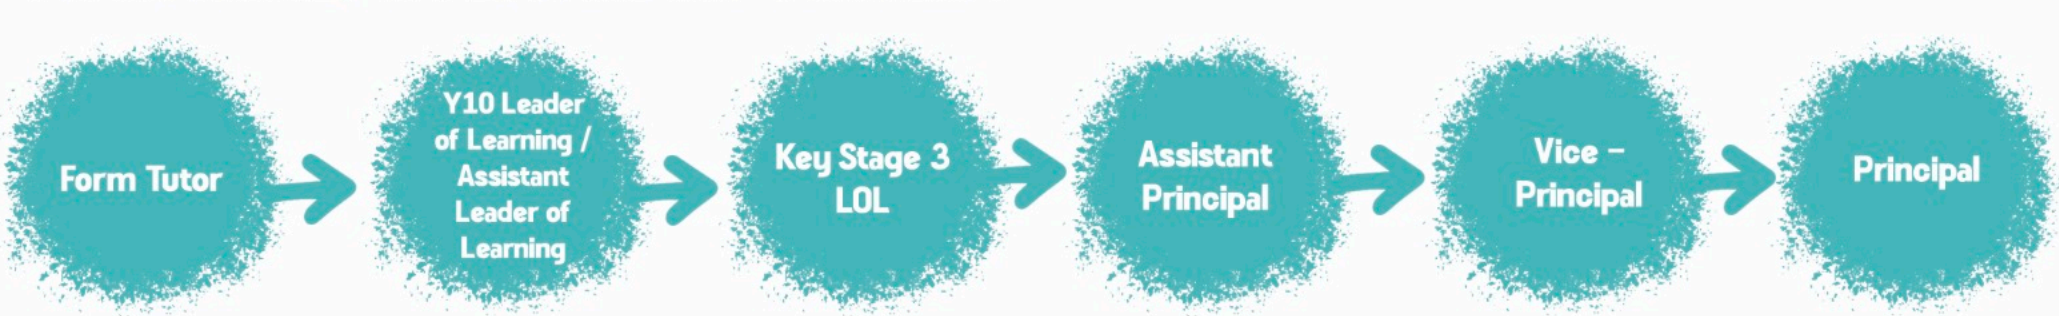 Form Tutor
Y10 Leader
of Learning /
Assistant
Leader of
Learning
Key Stage 3
LOL
Assistant
Principal
Vice –
Principal
Principal